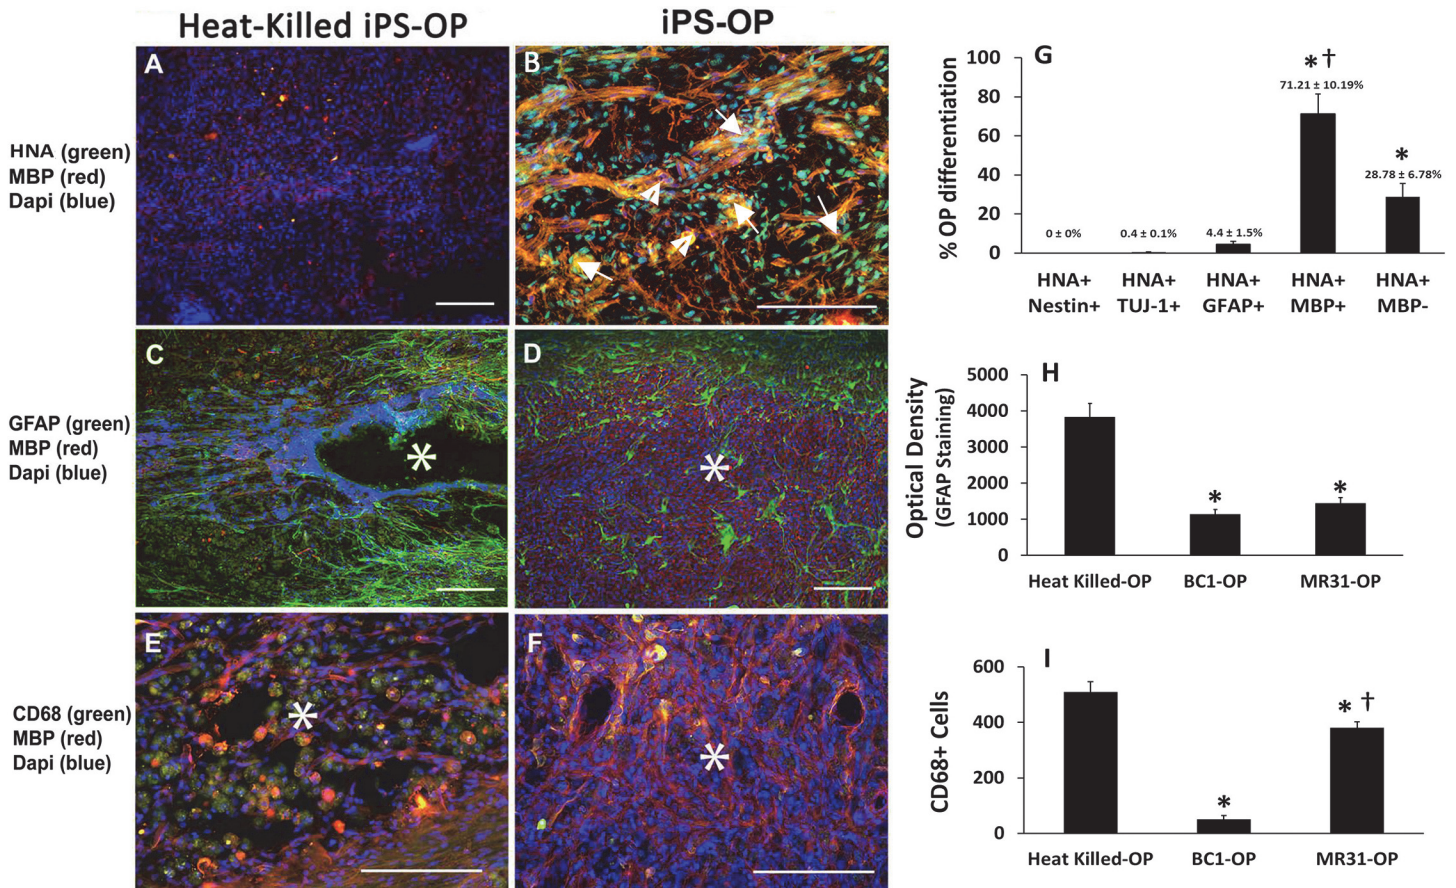 Heat-Killed iPS-OP
iPS-OP
HNA (green)
MBP (red)
Dapi (blue)
A
B
GFAP (green)
MBP (red)
Dapi (blue)
C
*
D
*
CD68 (green)
MBP (red)
Dapi (blue)
E
*
F
*
G
% OP differentiation
100
80
60
40
20
0
0 ± 0%
0.4 ± 0.1%
4.4 ± 1.5%
* †
71.21 ± 10.19%
*
28.78 ± 6.78%
HNA+ HNA+ HNA+ HNA+ HNA+
Nestin+ TUJ-1+ GFAP+ MBP+ MBP-
H
Optical Density
(GFAP Staining)
5000
4000
3000
2000
1000
0
*
*
Heat Killed-OP BC1-OP MR31-OP
I
CD68+ Cells
600
400
200
0
*
* †
Heat Killed-OP BC1-OP MR31-OP